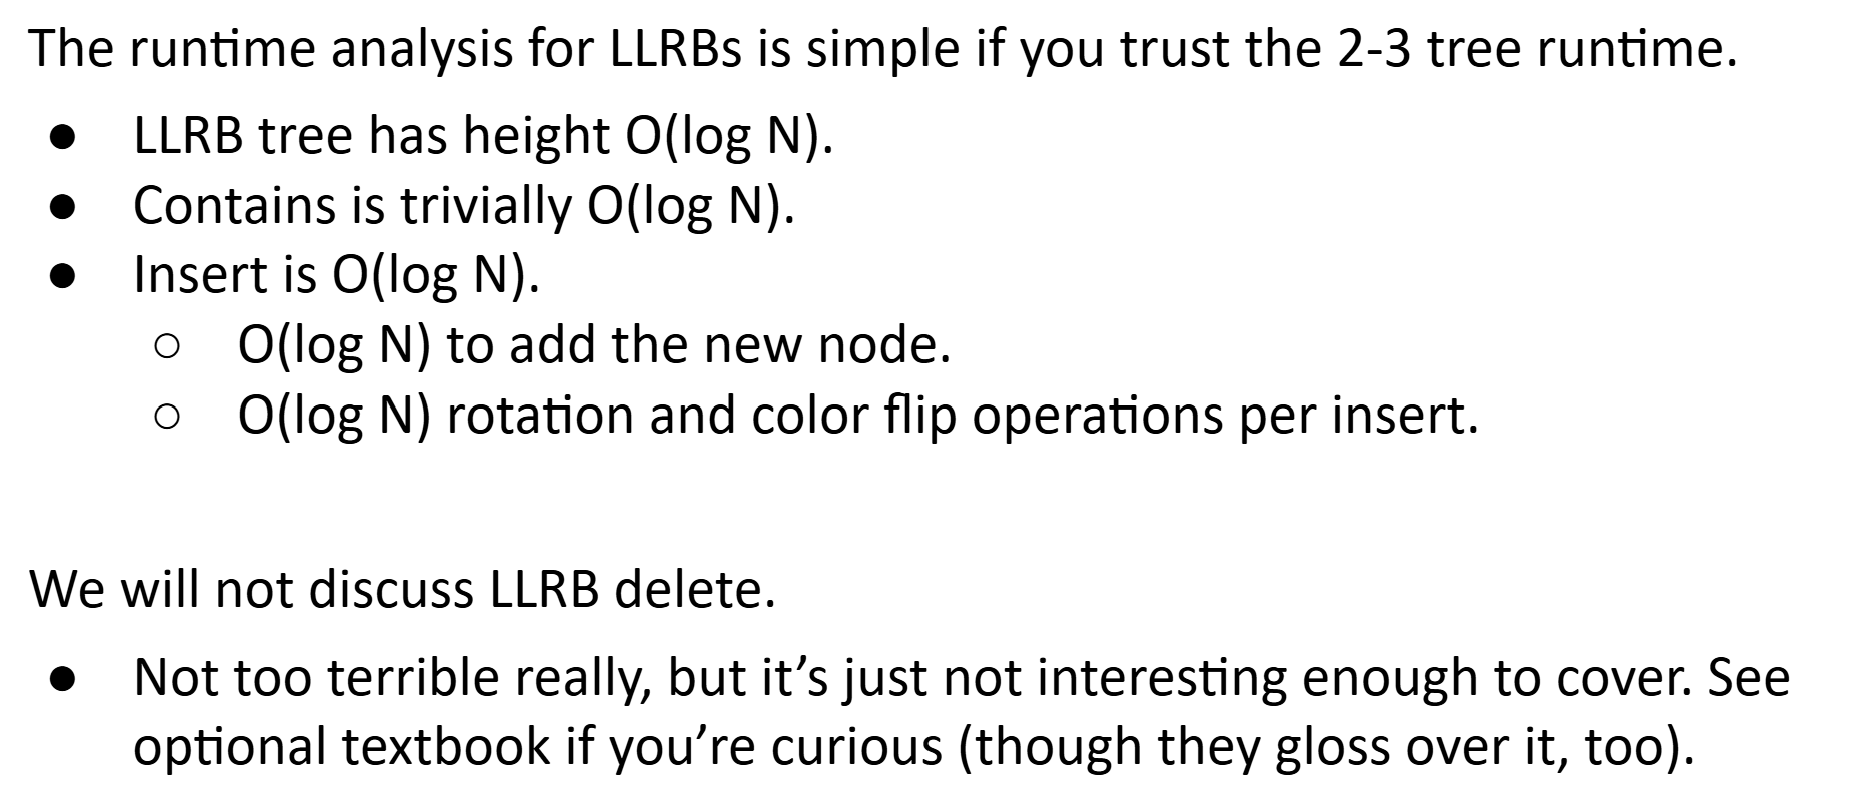 The runtime analysis for LLRBs is simple if you trust the 2-3 tree runtime.
● LLRB tree has height O(log N).
● Contains is trivially O(log N).
● Insert is O(log N).
○ O(log N) to add the new node.
○ O(log N) rotation and color flip operations per insert.
We will not discuss LLRB delete.
● Not too terrible really, but it’s just not interesting enough to cover. See
optional textbook if you’re curious (though they gloss over it, too).